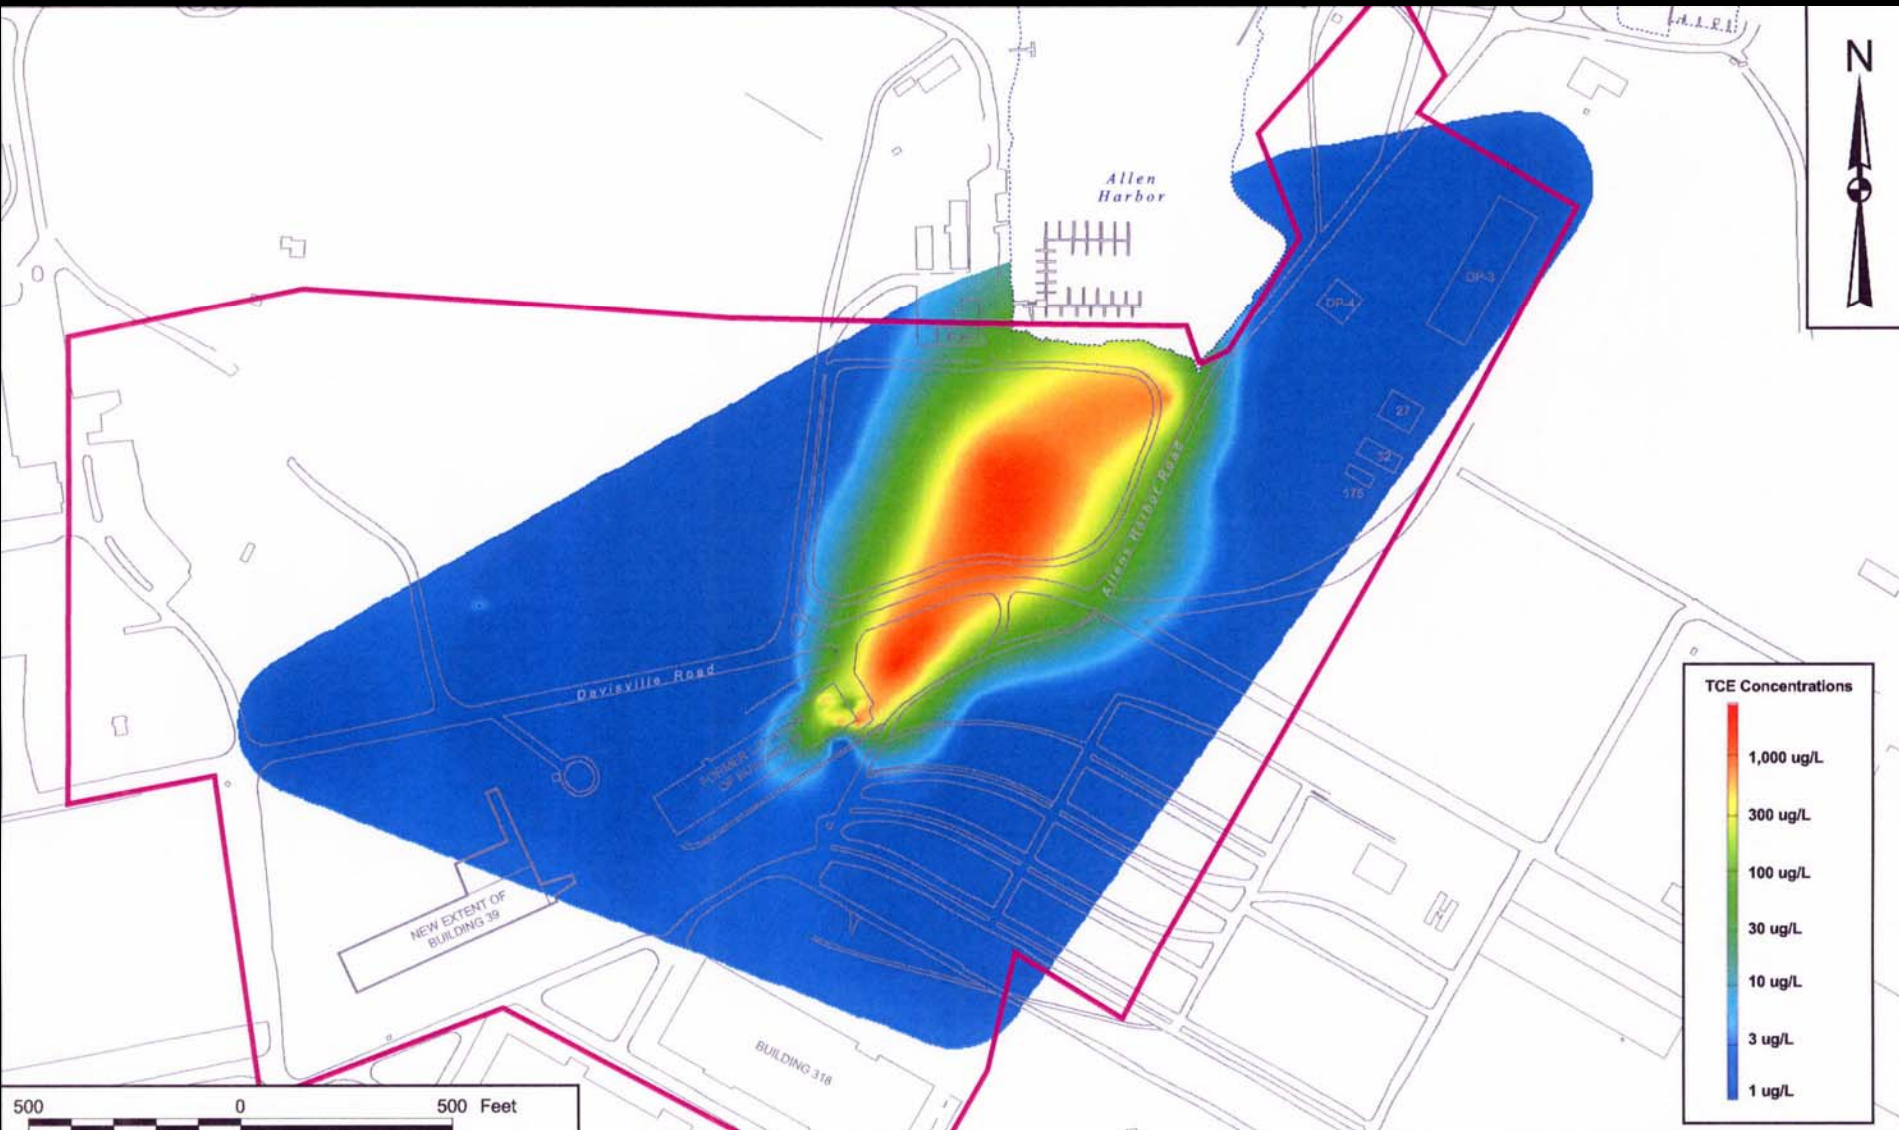 N
Allen
Harbor
DP-3
DP-4
27
175
Allens Harbor Road
Davisville Road
FORMER
NEW EXTENT OF
BUILDING 39
BUILDING 318
TCE Concentrations
1,000 ug/L
300 ug/L
100 ug/L
30 ug/L
10 ug/L
3 ug/L
1 ug/L
500 0 500 Feet